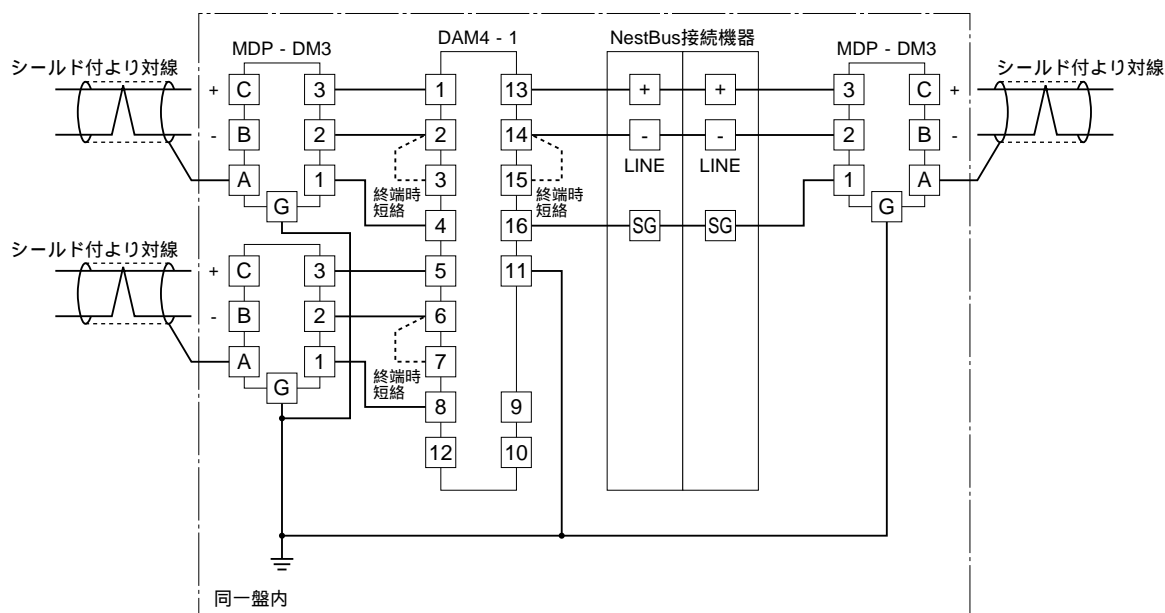 MDP - DM3
DAM4 - 1
NestBus接続機器
MDP - DM3
シールド付より対線
シールド付より対線
+ C 3 1 13 + + 3 C +
- B 2 2 14 - - 2 B -
LINE LINE
A 1 3 15 1 A
終端時
短絡
終端時
短絡
G 4 16 SG SG G
シールド付より対線
+ C 3 5 11
- B 2 6
A 1 7
終端時
短絡
G 8 9
12 10
同一盤内